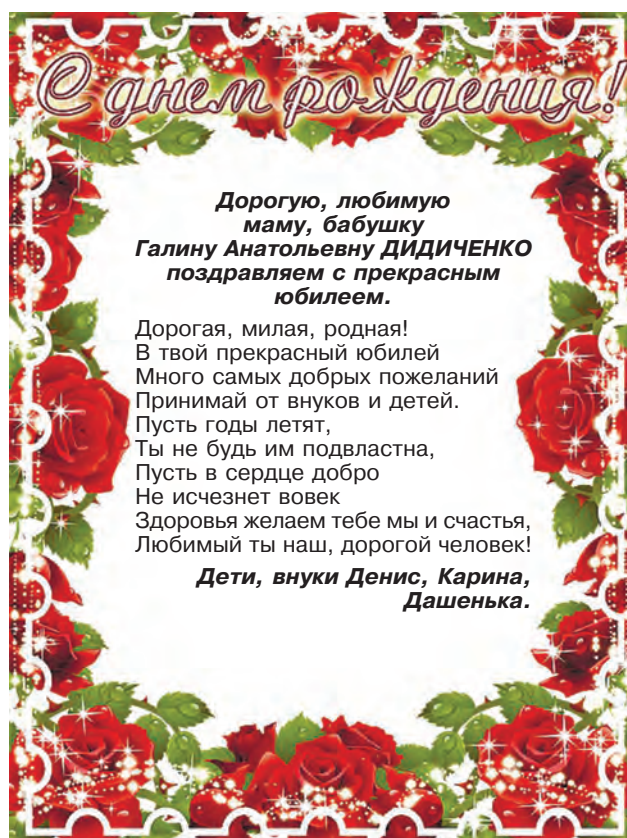 С днем рождения!
Дорогую, любимую
маму, бабушку
Галину Анатольевну ДИДИЧЕНКО
поздравляем с прекрасным
юбилеем.
Дорогая, милая, родная!
В твой прекрасный юбилей
Много самых добрых пожеланий
Принимай от внуков и детей.
Пусть годы летят,
Ты не будь им подвластна,
Пусть в сердце добро
Не исчезнет вовек
Здоровья желаем тебе мы и счастья,
Любимый ты наш, дорогой человек!
Дети, внуки Денис, Карина,
Дашенька.